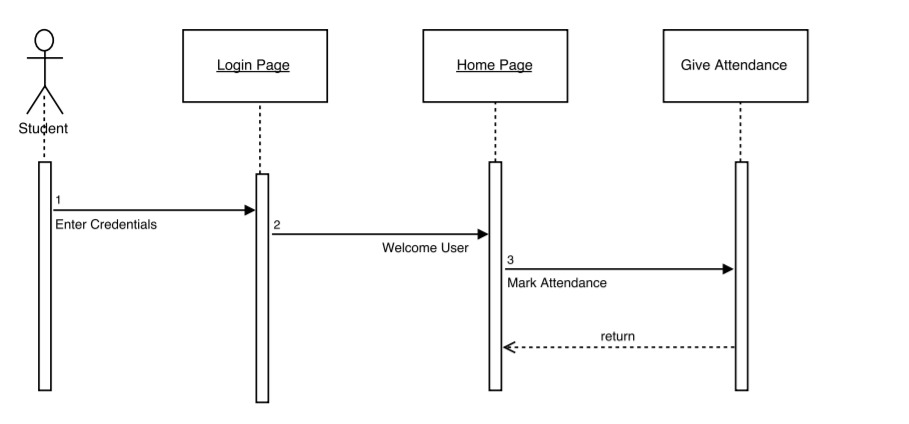 Login Page
Home Page
Give Attendance
Student
1
Enter Credentials
2
Welcome User
3
Mark Attendance
return